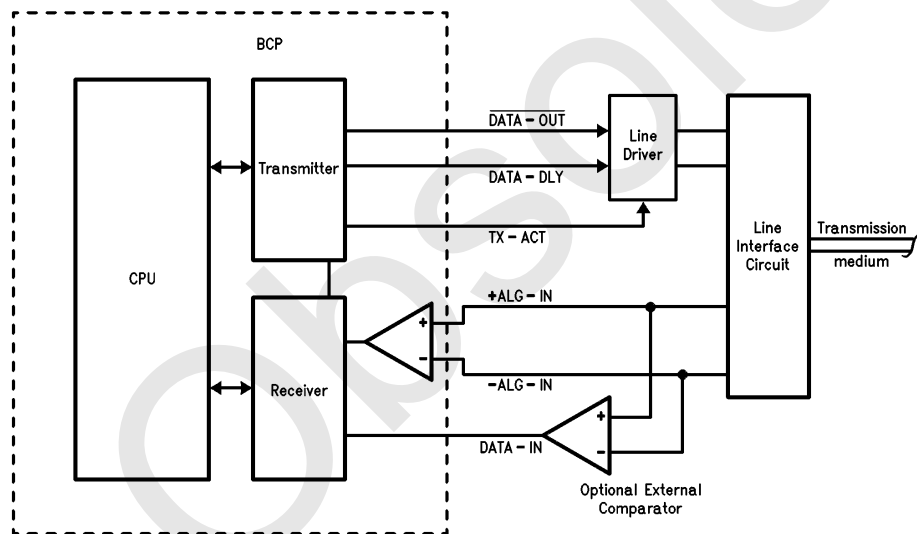 BCP
DATA-OUT
Line
Driver
Transmitter
DATA-DLY
TX-ACT
Line
Interface
Circuit
Transmission
medium
CPU
+ALG-IN
+
-
-ALG-IN
Receiver
DATA-IN
+
-
Optional External
Comparator
Obsole